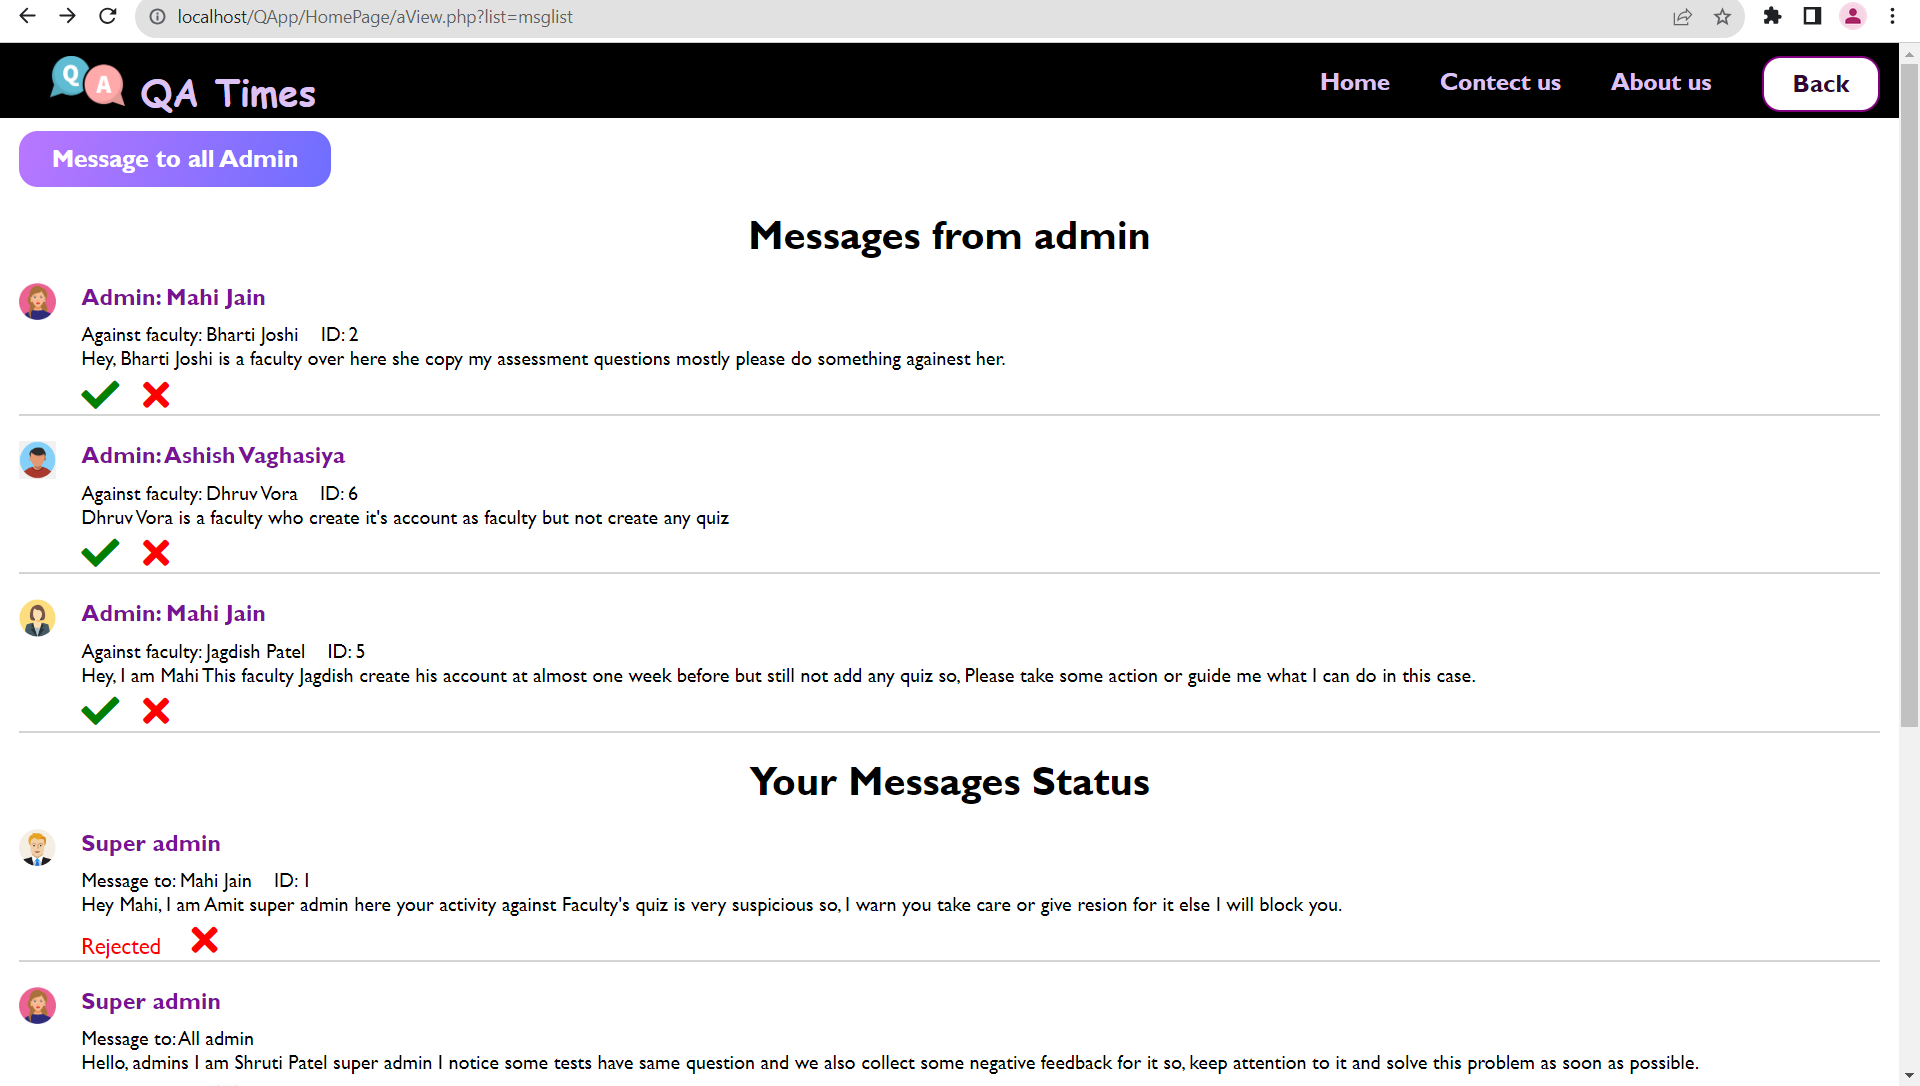 localhost/QApp/HomePage/aView.php?list=msglist
Q A QA Times Home Contect us About us Back
Message to all Admin
Messages from admin
Admin: Mahi Jain
Against faculty: Bharti Joshi ID: 2
Hey, Bharti Joshi is a faculty over here she copy my assessment questions mostly please do something againest her.
Admin: Ashish Vaghasiya
Against faculty: Dhruv Vora ID: 6
Dhruv Vora is a faculty who create it's account as faculty but not create any quiz
Admin: Mahi Jain
Against faculty: Jagdish Patel ID: 5
Hey, I am Mahi This faculty Jagdish create his account at almost one week before but still not add any quiz so, Please take some action or guide me what I can do in this case.
Your Messages Status
Super admin
Message to: Mahi Jain ID: 1
Hey Mahi, I am Amit super admin here your activity against Faculty's quiz is very suspicious so, I warn you take care or give resion for it else I will block you.
Rejected
Super admin
Message to: All admin
Hello, admins I am Shruti Patel super admin I notice some tests have same question and we also collect some negative feedback for it so, keep attention to it and solve this problem as soon as possible.